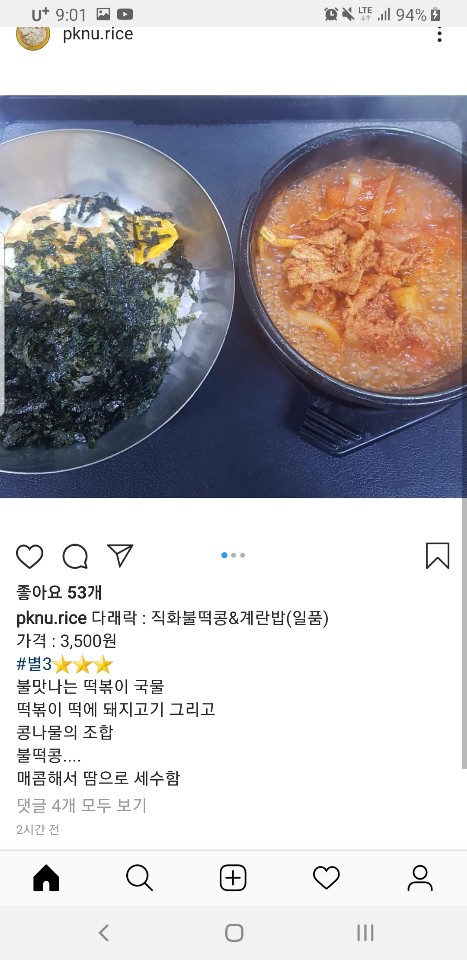 U+ 9:01 LTE 94%
pknu.rice
좋아요 53개
pknu.rice 다래락 : 직화불떡콩&계란밥(일품)
가격 : 3,500원
#별3⭐⭐⭐
불맛나는 떡볶이 국물
떡볶이 떡에 돼지고기 그리고
콩나물의 조합
불떡콩....
매콤해서 땀으로 세수함
댓글 4개 모두 보기
2시간 전